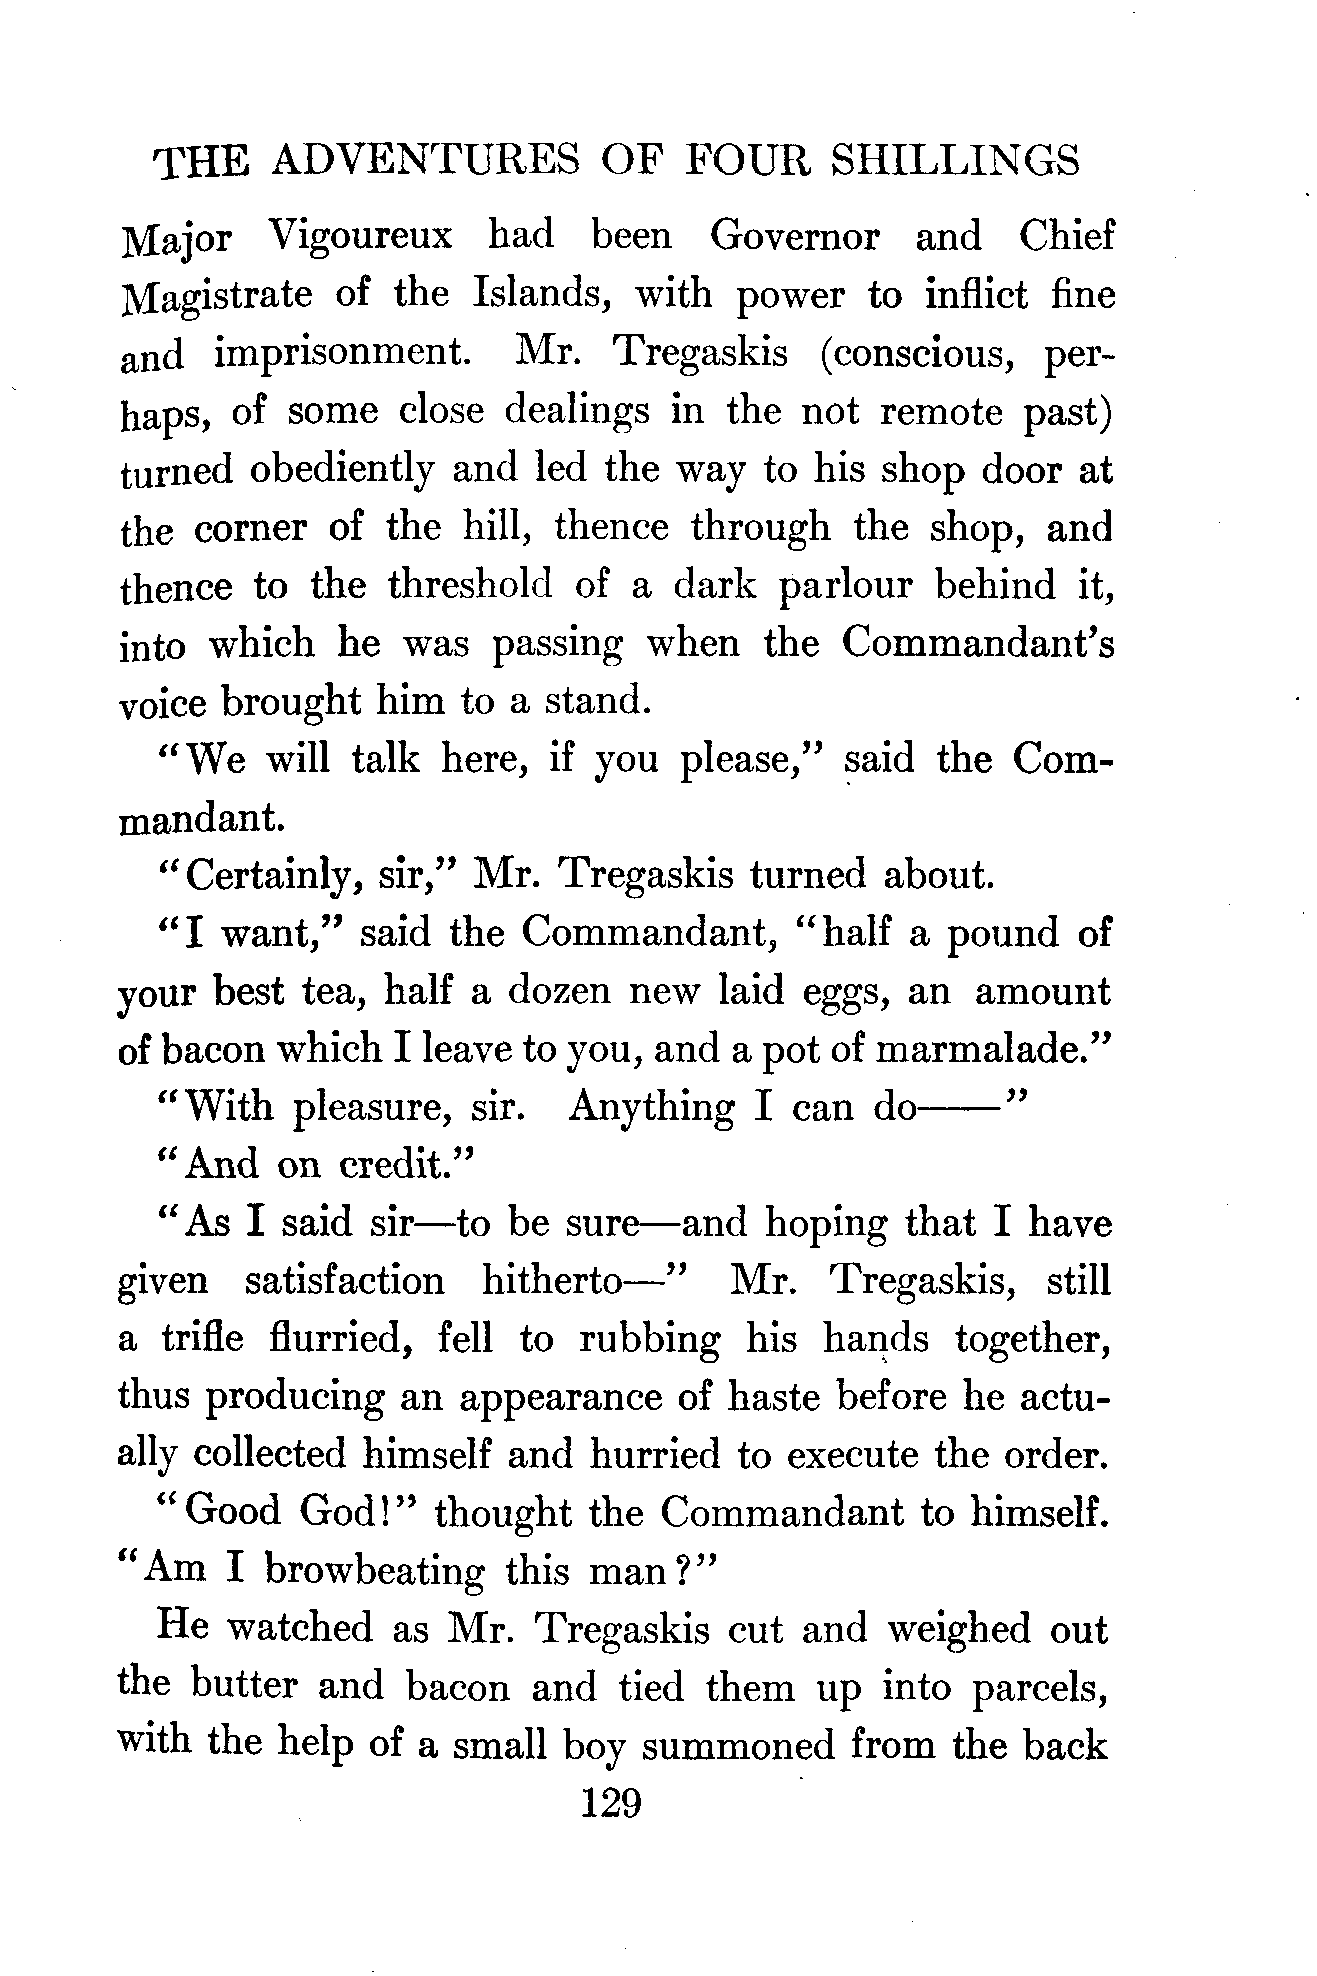 THE ADVENTURES OF FOUR SHILLINGS
Major Vigoureux had been Governor and Chief
Magistrate of the Islands, with power to inflict fine
and imprisonment. Mr. Tregaskis (conscious, per-
haps, of some close dealings in the not remote past)
turned obediently and led the way to his shop door at
the corner of the hill, thence through the shop, and
thence to the threshold of a dark parlour behind it,
into which he was passing when the Commandant's
voice brought him to a stand.
"We will talk here, if you please," said the Com-
mandant.
"Certainly, sir," Mr. Tregaskis turned about.
"I want," said the Commandant, "half a pound of
your best tea, half a dozen new laid eggs, an amount
of bacon which I leave to you, and a pot of marmalade."
"With pleasure, sir. Anything I can do——"
"And on credit."
"As I said sir—to be sure—and hoping that I have
given satisfaction hitherto—" Mr. Tregaskis, still
a trifle flurried, fell to rubbing his hands together,
thus producing an appearance of haste before he actu-
ally collected himself and hurried to execute the order.
"Good God!" thought the Commandant to himself.
"Am I browbeating this man?"
He watched as Mr. Tregaskis cut and weighed out
the butter and bacon and tied them up into parcels,
with the help of a small boy summoned from the back
129